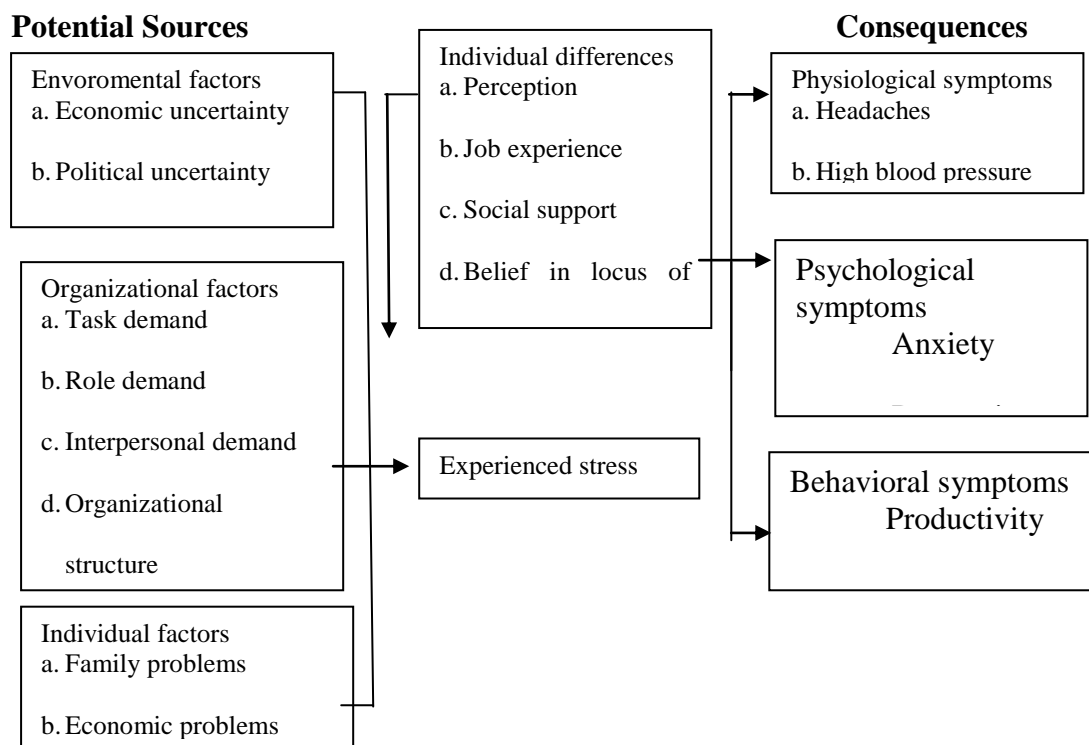 Potential Sources
Envoromental factors
a. Economic uncertainty
b. Political uncertainty
Organizational factors
a. Task demand
b. Role demand
c. Interpersonal demand
d. Organizational
structure
Individual factors
a. Family problems
b. Economic problems
Individual differences
a. Perception
b. Job experience
c. Social support
d. Belief in locus of
Experienced stress
Consequences
Physiological symptoms
a. Headaches
b. High blood pressure
Psychological
symptoms
Anxiety
Behavioral symptoms
Productivity